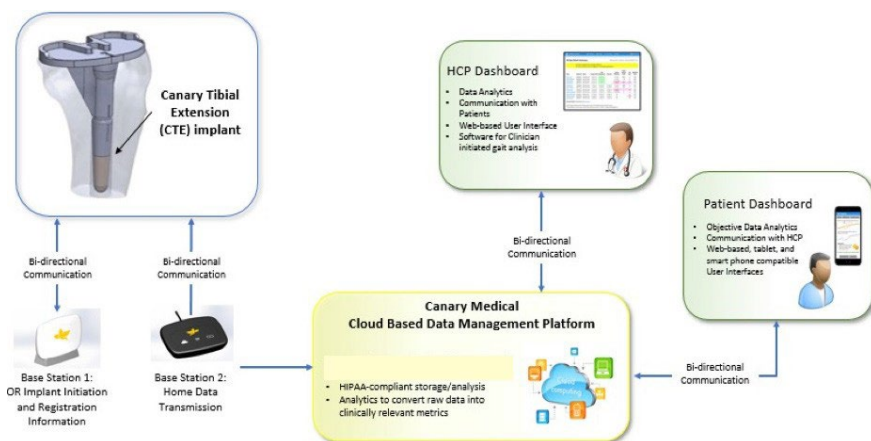 Canary Tibial
Extension
(CTE) implant
Bi-directional
Communication
Bi-directional
Communication
Base Station 1:
OR Implant Initiation
and Registration
Information
Base Station 2:
Home Data
Transmission
HCP Dashboard
• Data Analytics
• Communication with
Patients
• Web-based User Interface
• Software for Clinician
initiated gait analysis
Bi-directional
Communication
Patient Dashboard
• Objective Data Analytics
• Communication with HCP
• Web-based, tablet, and
smart phone compatible
User Interfaces
Canary Medical
Cloud Based Data Management Platform
• HIPAA-compliant storage/analysis
• Analytics to convert raw data into
clinically relevant metrics
Bi-directional
Communication